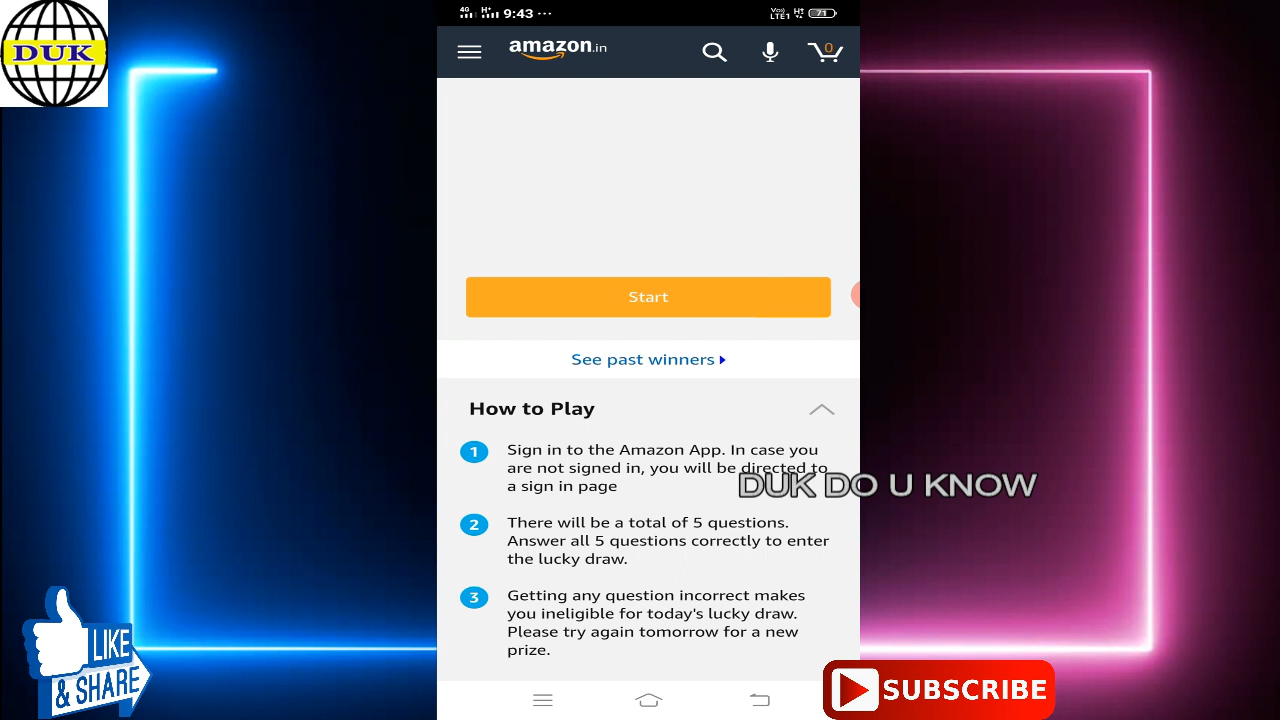 DUK
4G
H+
9:43 ...
Vo))
LTE1
H+
71
amazon.in
0
Start
See past winners
How to Play
1
Sign in to the Amazon App. In case you
are not signed in, you will be directed to
a sign in page
DUK DO U KNOW
2
There will be a total of 5 questions.
Answer all 5 questions correctly to enter
the lucky draw.
3
Getting any question incorrect makes
you ineligible for today's lucky draw.
Please try again tomorrow for a new
prize.
LIKE
& SHARE
SUBSCRIBE